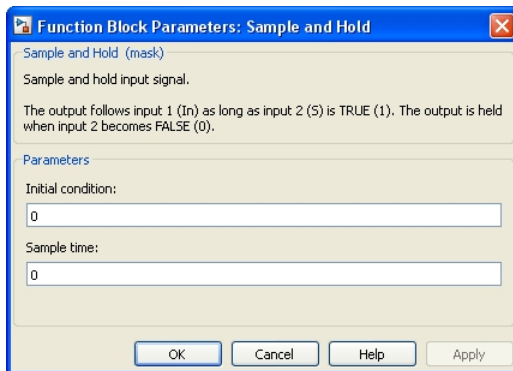 Function Block Parameters: Sample and Hold
Sample and Hold (mask)
Sample and hold input signal.
The output follows input 1 (In) as long as input 2 (S) is TRUE (1). The output is held
when input 2 becomes FALSE (0).
Parameters
Initial condition:
0
Sample time:
0
OK Cancel Help Apply